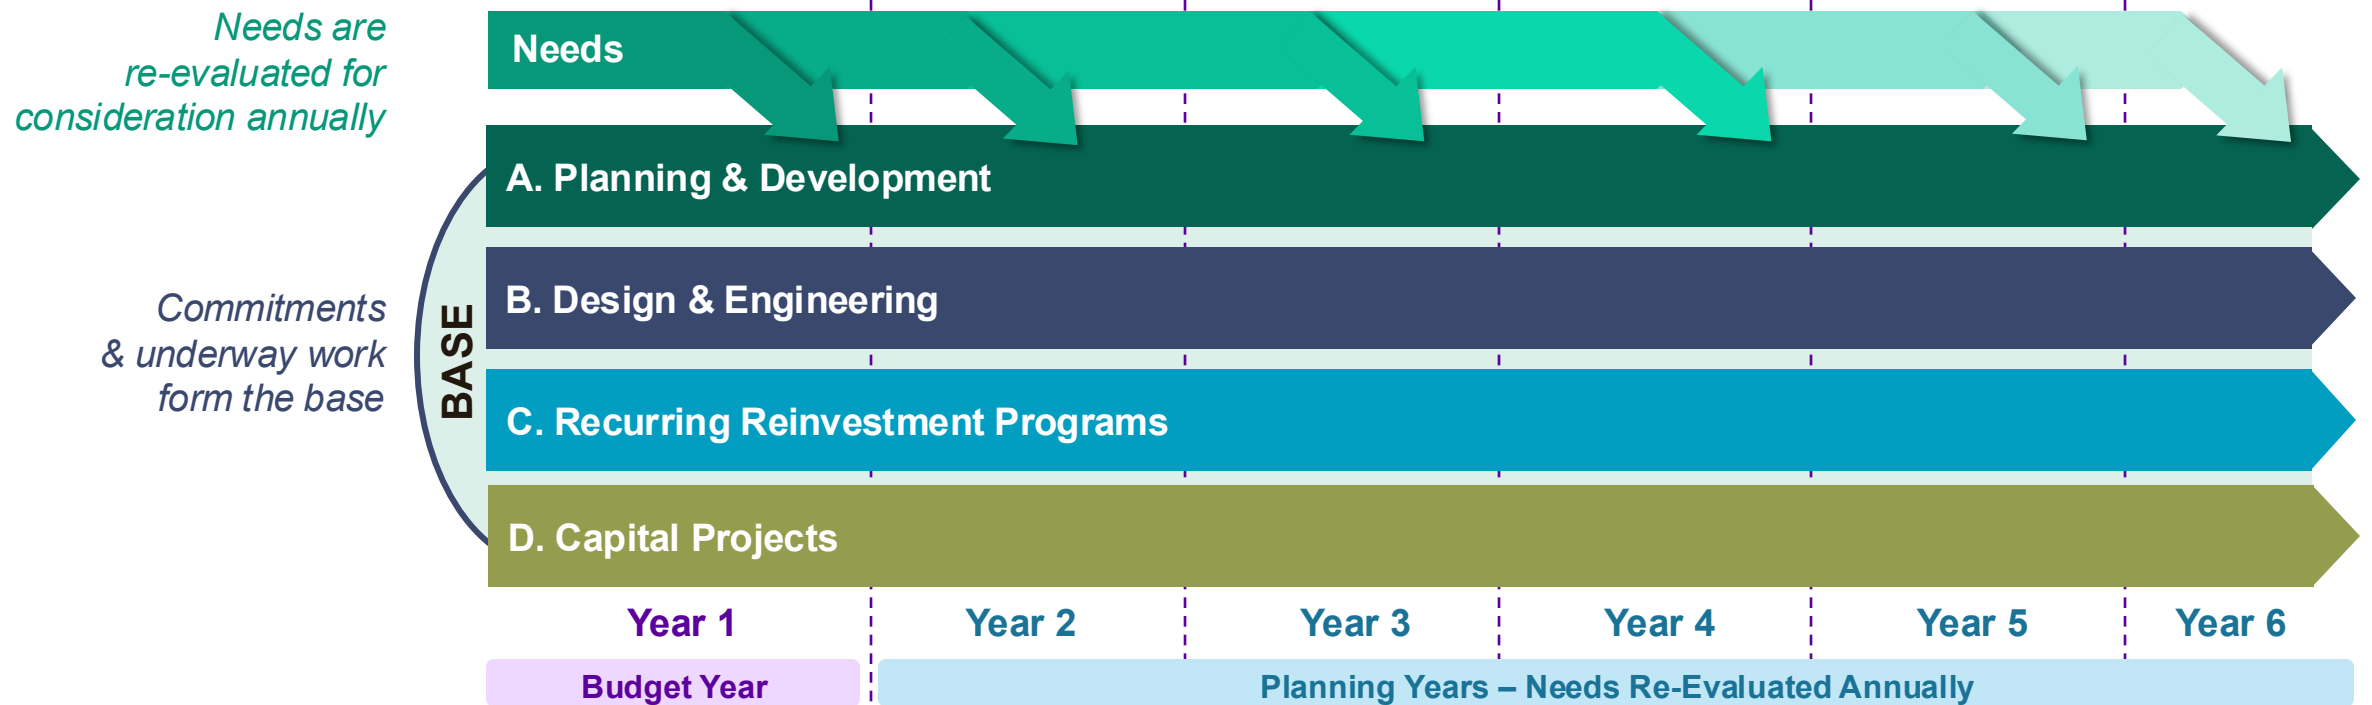 Needs are
re-evaluated for
consideration annually
Needs
A. Planning & Development
Commitments
& underway work
form the base
BASE
B. Design & Engineering
C. Recurring Reinvestment Programs
D. Capital Projects
Year 1
Year 2
Year 3
Year 4
Year 5
Year 6
Budget Year
Planning Years – Needs Re-Evaluated Annually